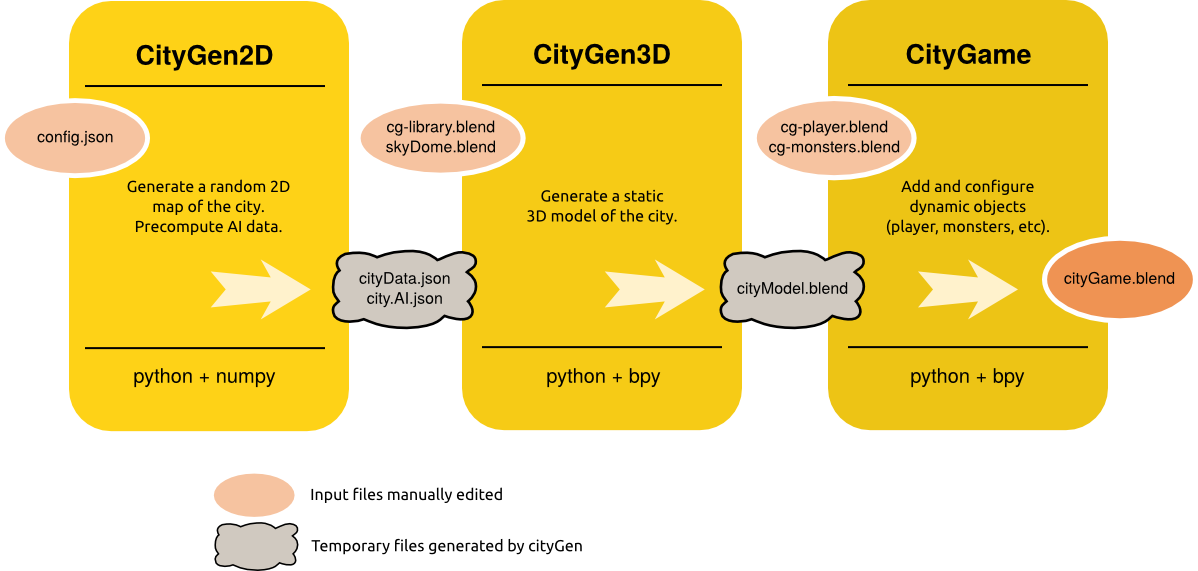 CityGen2D
config.json
Generate a random 2D
map of the city.
Precompute AI data.
cityData.json
city.AI.json
python + numpy
CityGen3D
cg-library.blend
skyDome.blend
Generate a static
3D model of the city.
cityModel.blend
python + bpy
CityGame
cg-player.blend
cg-monsters.blend
Add and configure
dynamic objects
(player, monsters, etc).
cityGame.blend
python + bpy
Input files manually edited
Temporary files generated by cityGen